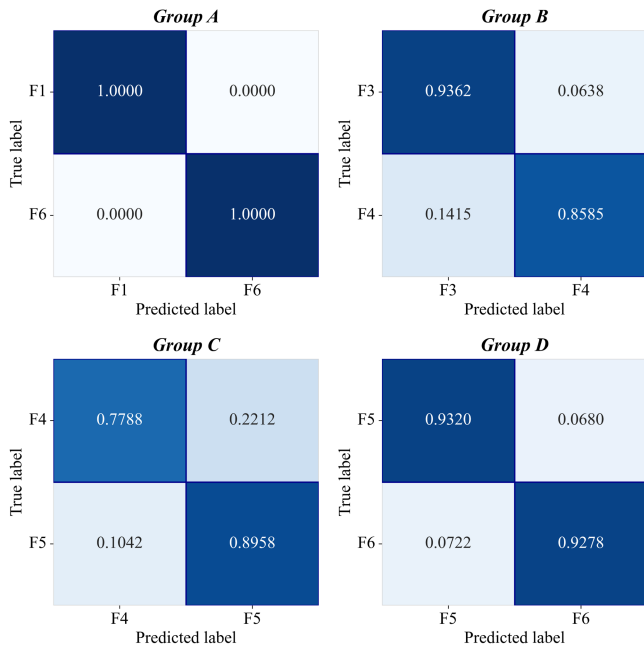 Group A
True label
F1
1.0000 0.0000
F6
0.0000 1.0000
F1 F6
Predicted label
Group B
True label
F3
0.9362 0.0638
F4
0.1415 0.8585
F3 F4
Predicted label
Group C
True label
F4
0.7788 0.2212
F5
0.1042 0.8958
F4 F5
Predicted label
Group D
True label
F5
0.9320 0.0680
F6
0.0722 0.9278
F5 F6
Predicted label